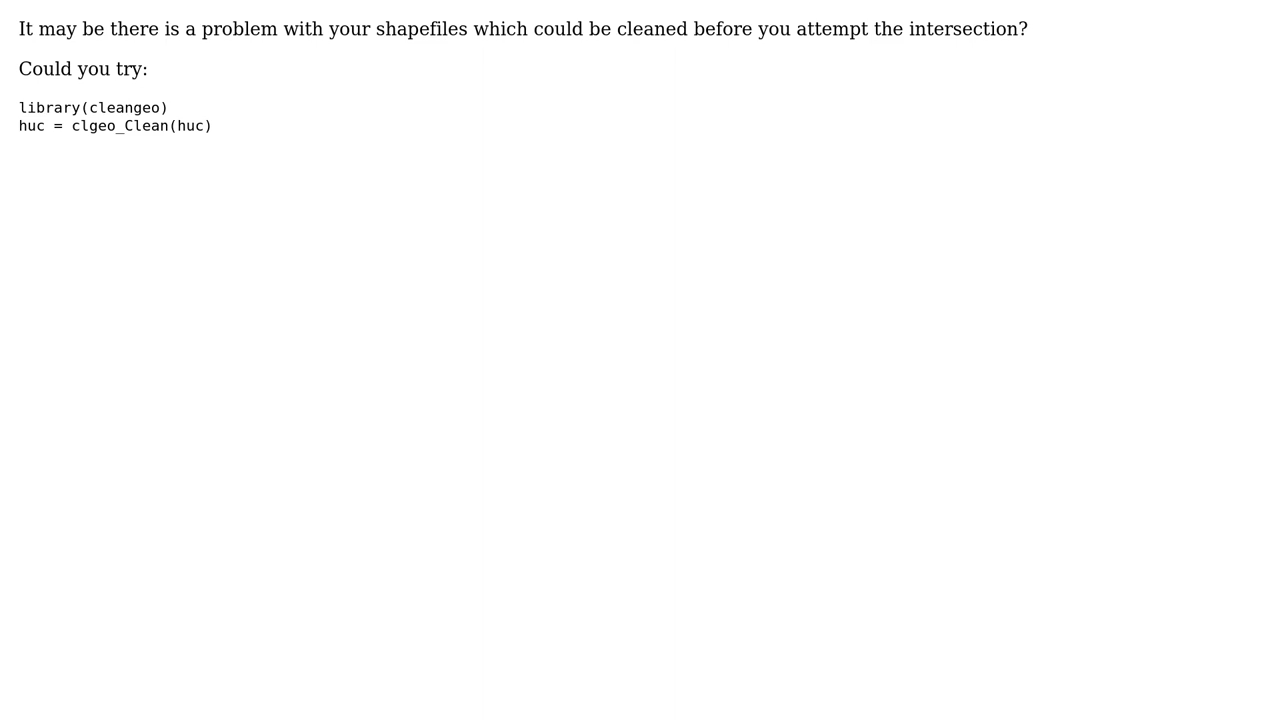 It may be there is a problem with your shapefiles which could be cleaned before you attempt the intersection?
Could you try:
library(cleangeo)
huc = clgeo_Clean(huc)